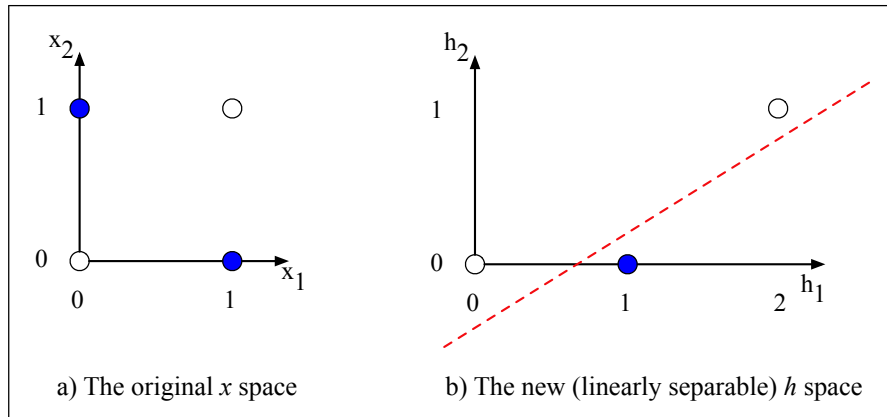 x2
1
0
x1
0
1
a) The original x space
h2
1
0
h1
0
1
2
b) The new (linearly separable) h space